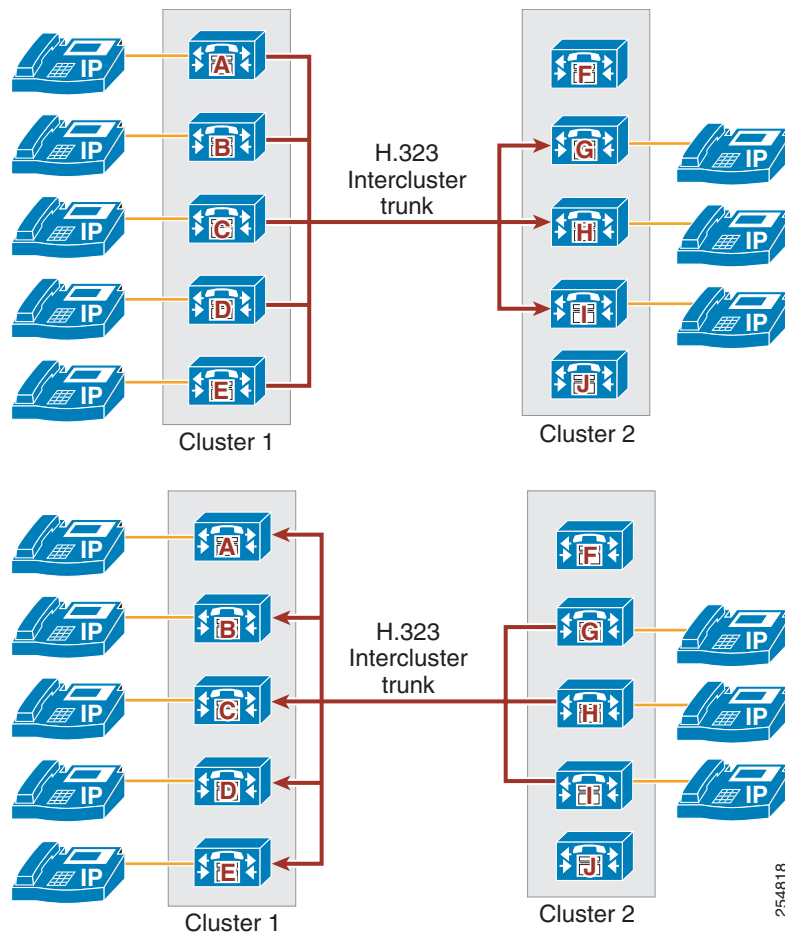 IP
A
F
IP
B
G
IP
H.323
Intercluster
trunk
IP
C
H
IP
IP
D
I
IP
IP
E
J
Cluster 1
Cluster 2
IP
A
F
IP
B
G
IP
H.323
Intercluster
trunk
IP
C
H
IP
IP
D
I
IP
IP
E
J
Cluster 1
Cluster 2
254818